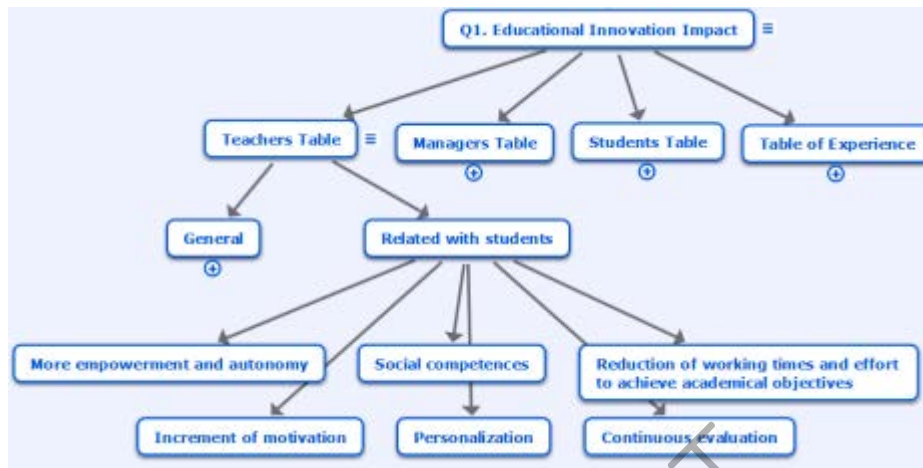 Q1. Educational Innovation Impact
Teachers Table
Managers Table
Students Table
Table of Experience
General
Related with students
More empowerment and autonomy
Social competences
Reduction of working times and effort
to achieve academical objectives
Increment of motivation
Personalization
Continuous evaluation